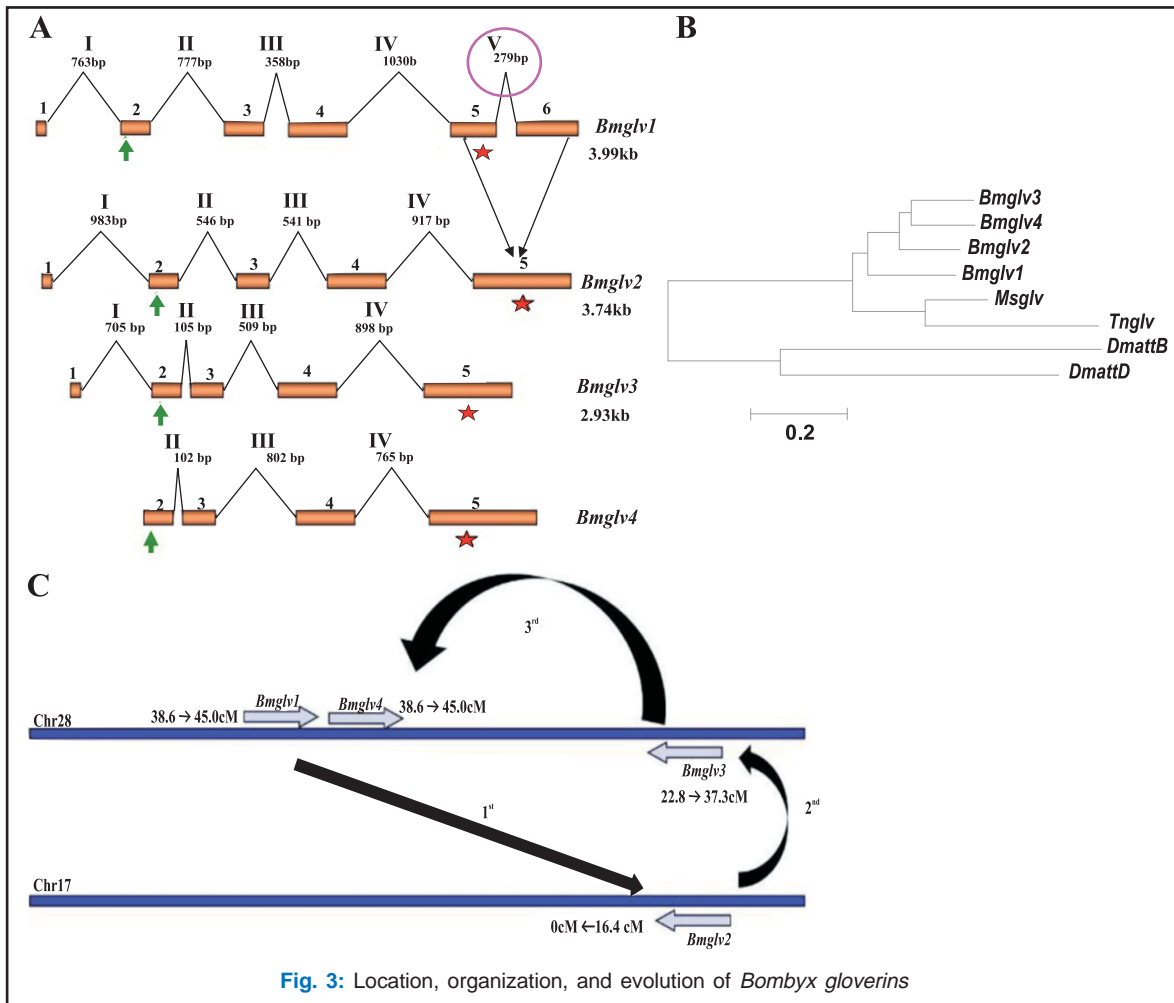 A
I II III IV V
763bp 777bp 358bp 1030b 279bp
1 2 3 4 5 6
Bmglv1
3.99kb
I II III IV
983bp 546 bp 541 bp 917 bp
1 2 3 4 5
Bmglv2
3.74kb
I II III IV
705 bp 105 bp 509 bp 898 bp
1 2 3 4 5
Bmglv3
2.93kb
II III IV
102 bp 802 bp 765 bp
2 3 4 5
Bmglv4
B
Bmglv3
Bmglv4
Bmglv2
Bmglv1
Msglv
Tnglv
DmattB
DmattD
0.2
C
3rd
Bmglv1 Bmglv4
38.6→45.0cM 38.6→45.0cM
Chr28
Bmglv3
22.8→37.3cM
1st
2nd
Chr17
0cM←16.4 cM
Bmglv2
Fig. 3: Location, organization, and evolution of Bombyx gloverins